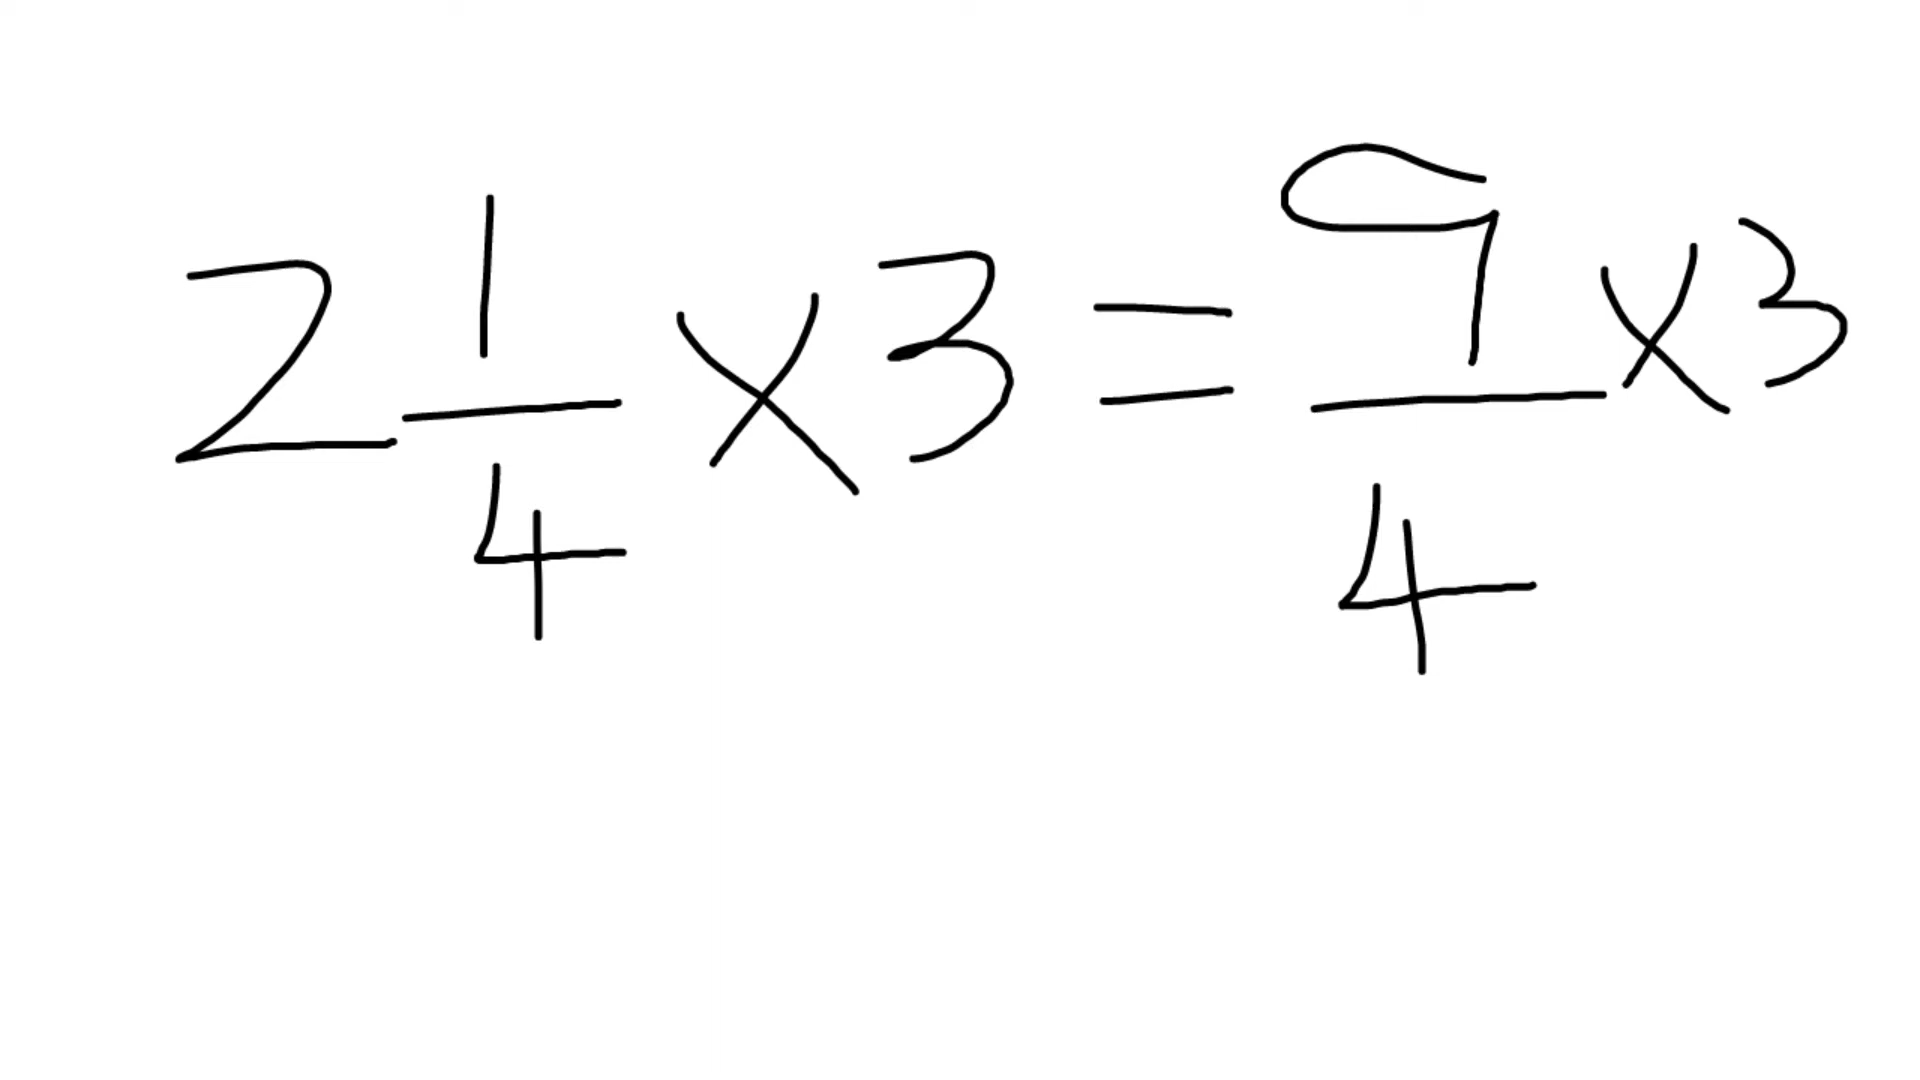 2 1/4 × 3 = 9/4 × 3